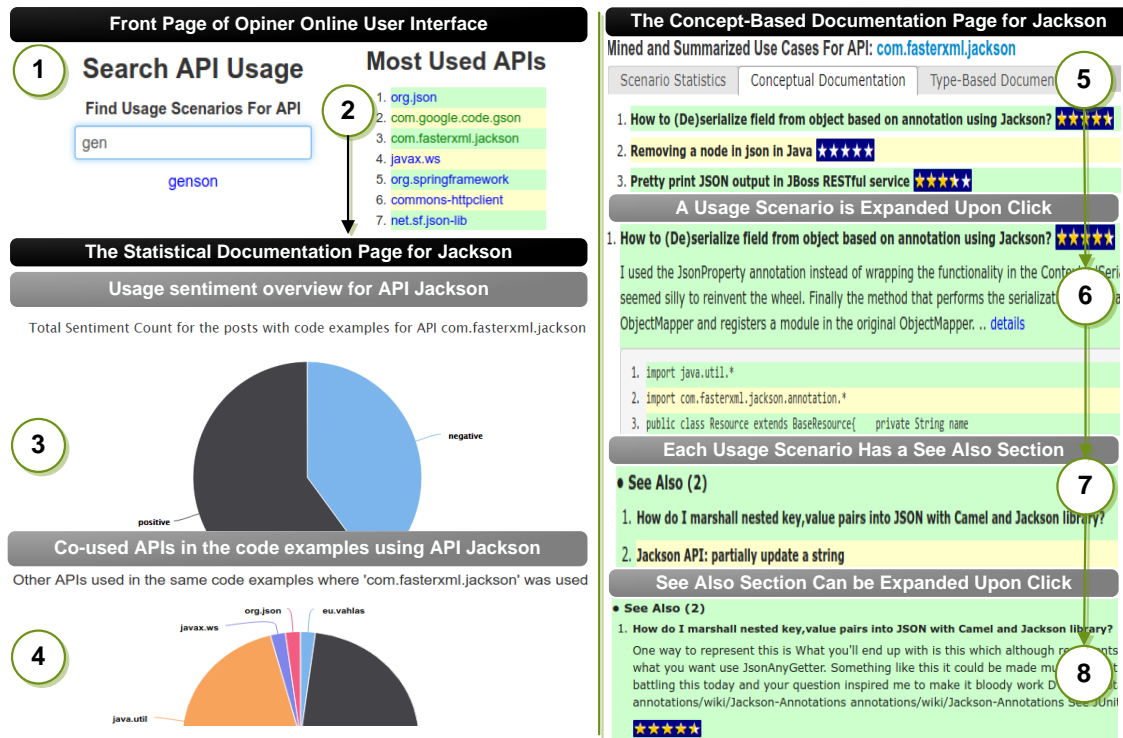 Front Page of Opiner Online User Interface
1
Search API Usage
Find Usage Scenarios For API
gen
genson
2
Most Used APIs
1. org.json
2. com.google.code.gson
3. com.fasterxml.jackson
4. javax.ws
5. org.springframework
6. commons-httpclient
7. net.sf.json-lib
The Statistical Documentation Page for Jackson
Usage sentiment overview for API Jackson
Total Sentiment Count for the posts with code examples for API com.fasterxml.jackson
3
negative
positive
Co-used APIs in the code examples using API Jackson
Other APIs used in the same code examples where 'com.fasterxml.jackson' was used
4
org.json
eu.vahlas
javax.ws
java.util
The Concept-Based Documentation Page for Jackson
Mined and Summarized Use Cases For API: com.fasterxml.jackson
5
Scenario Statistics
Conceptual Documentation
Type-Based Documen
1. How to (De)serialize field from object based on annotation using Jackson?
2. Removing a node in json in Java
3. Pretty print JSON output in JBoss RESTful service
A Usage Scenario is Expanded Upon Click
1. How to (De)serialize field from object based on annotation using Jackson?
6
I used the JsonProperty annotation instead of wrapping the functionality in the
seemed silly to reinvent the wheel. Finally the method that performs the
ObjectMapper and registers a module in the original ObjectMapper. .. details
1. import java.util.*
2. import com.fasterxml.jackson.annotation.*
3. public class Resource extends BaseResource{ private String name
Each Usage Scenario Has a See Also Section
7
• See Also (2)
1. How do I marshall nested key,value pairs into JSON with Camel and Jackson library?
2. Jackson API: partially update a string
See Also Section Can be Expanded Upon Click
• See Also (2)
1. How do I marshall nested key,value pairs into JSON with Camel and Jackson library?
8
One way to represent this is What you'll end up with is this which although
what you want use JsonAnyGetter. Something like this it could be made
battling this today and your question inspired me to make it bloody work
annotations/wiki/Jackson-Annotations annotations/wiki/Jackson-Annotations See